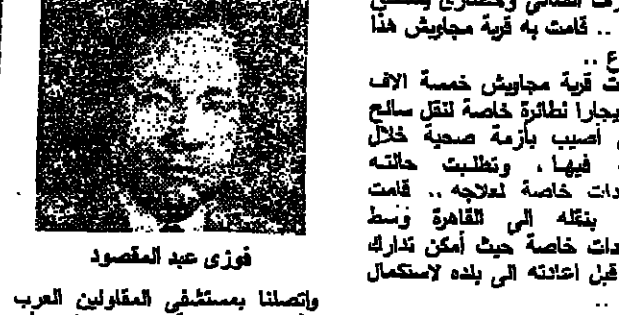 .. قامت به قرية مجاويش هذا
ع ..
ت قرية مجاويش خمسة الاف
يجارا لطائرة خاصة لنقل سائح
أصيب بأزمة صحية خلال
فيها ، وتطلبت حالته
دات خاصة لعلاجه .. قامت
بنقله الى القاهرة وسط
دات خاصة حيث أمكن تدارك
قبل اعادته الى بلده لاستكمال
..
فوزى عبد المقصود
واتصلنا بمستشفى المقاولين العرب